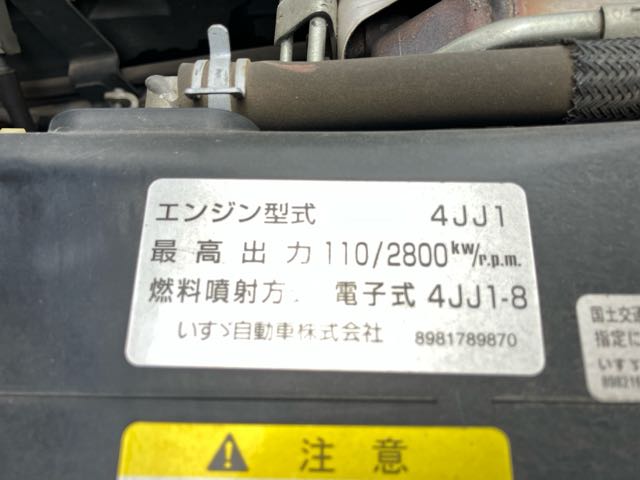 エンジン型式 4JJ1
最高出力 110/2800kw/r.p.m.
燃料噴射方 電子式 4JJ1-8
いすゞ自動車株式会社 8981789870
国土交通
指定に
いすゞ
注意